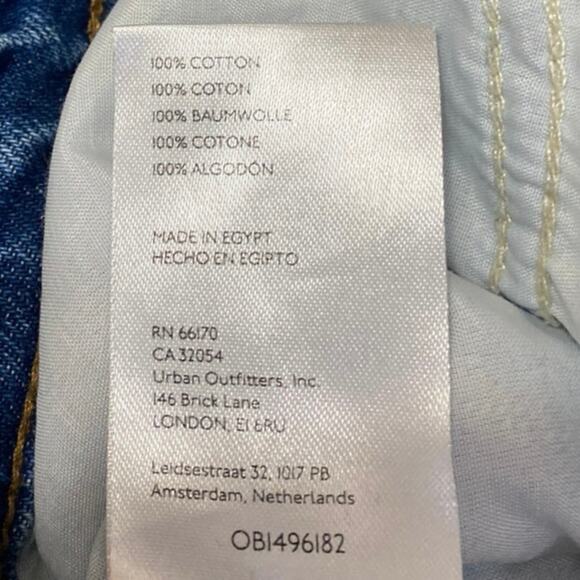 100% COTTON
100% COTON
100% BAUMWOLLE
100% COTONE
100% ALGODÓN
MADE IN EGYPT
HECHO EN EGIPTO
RN 66170
CA 32054
Urban Outfitters, Inc.
146 Brick Lane
LONDON, E1 6RU
Leidsestraat 32, 1017 PB
Amsterdam, Netherlands
OB1496182